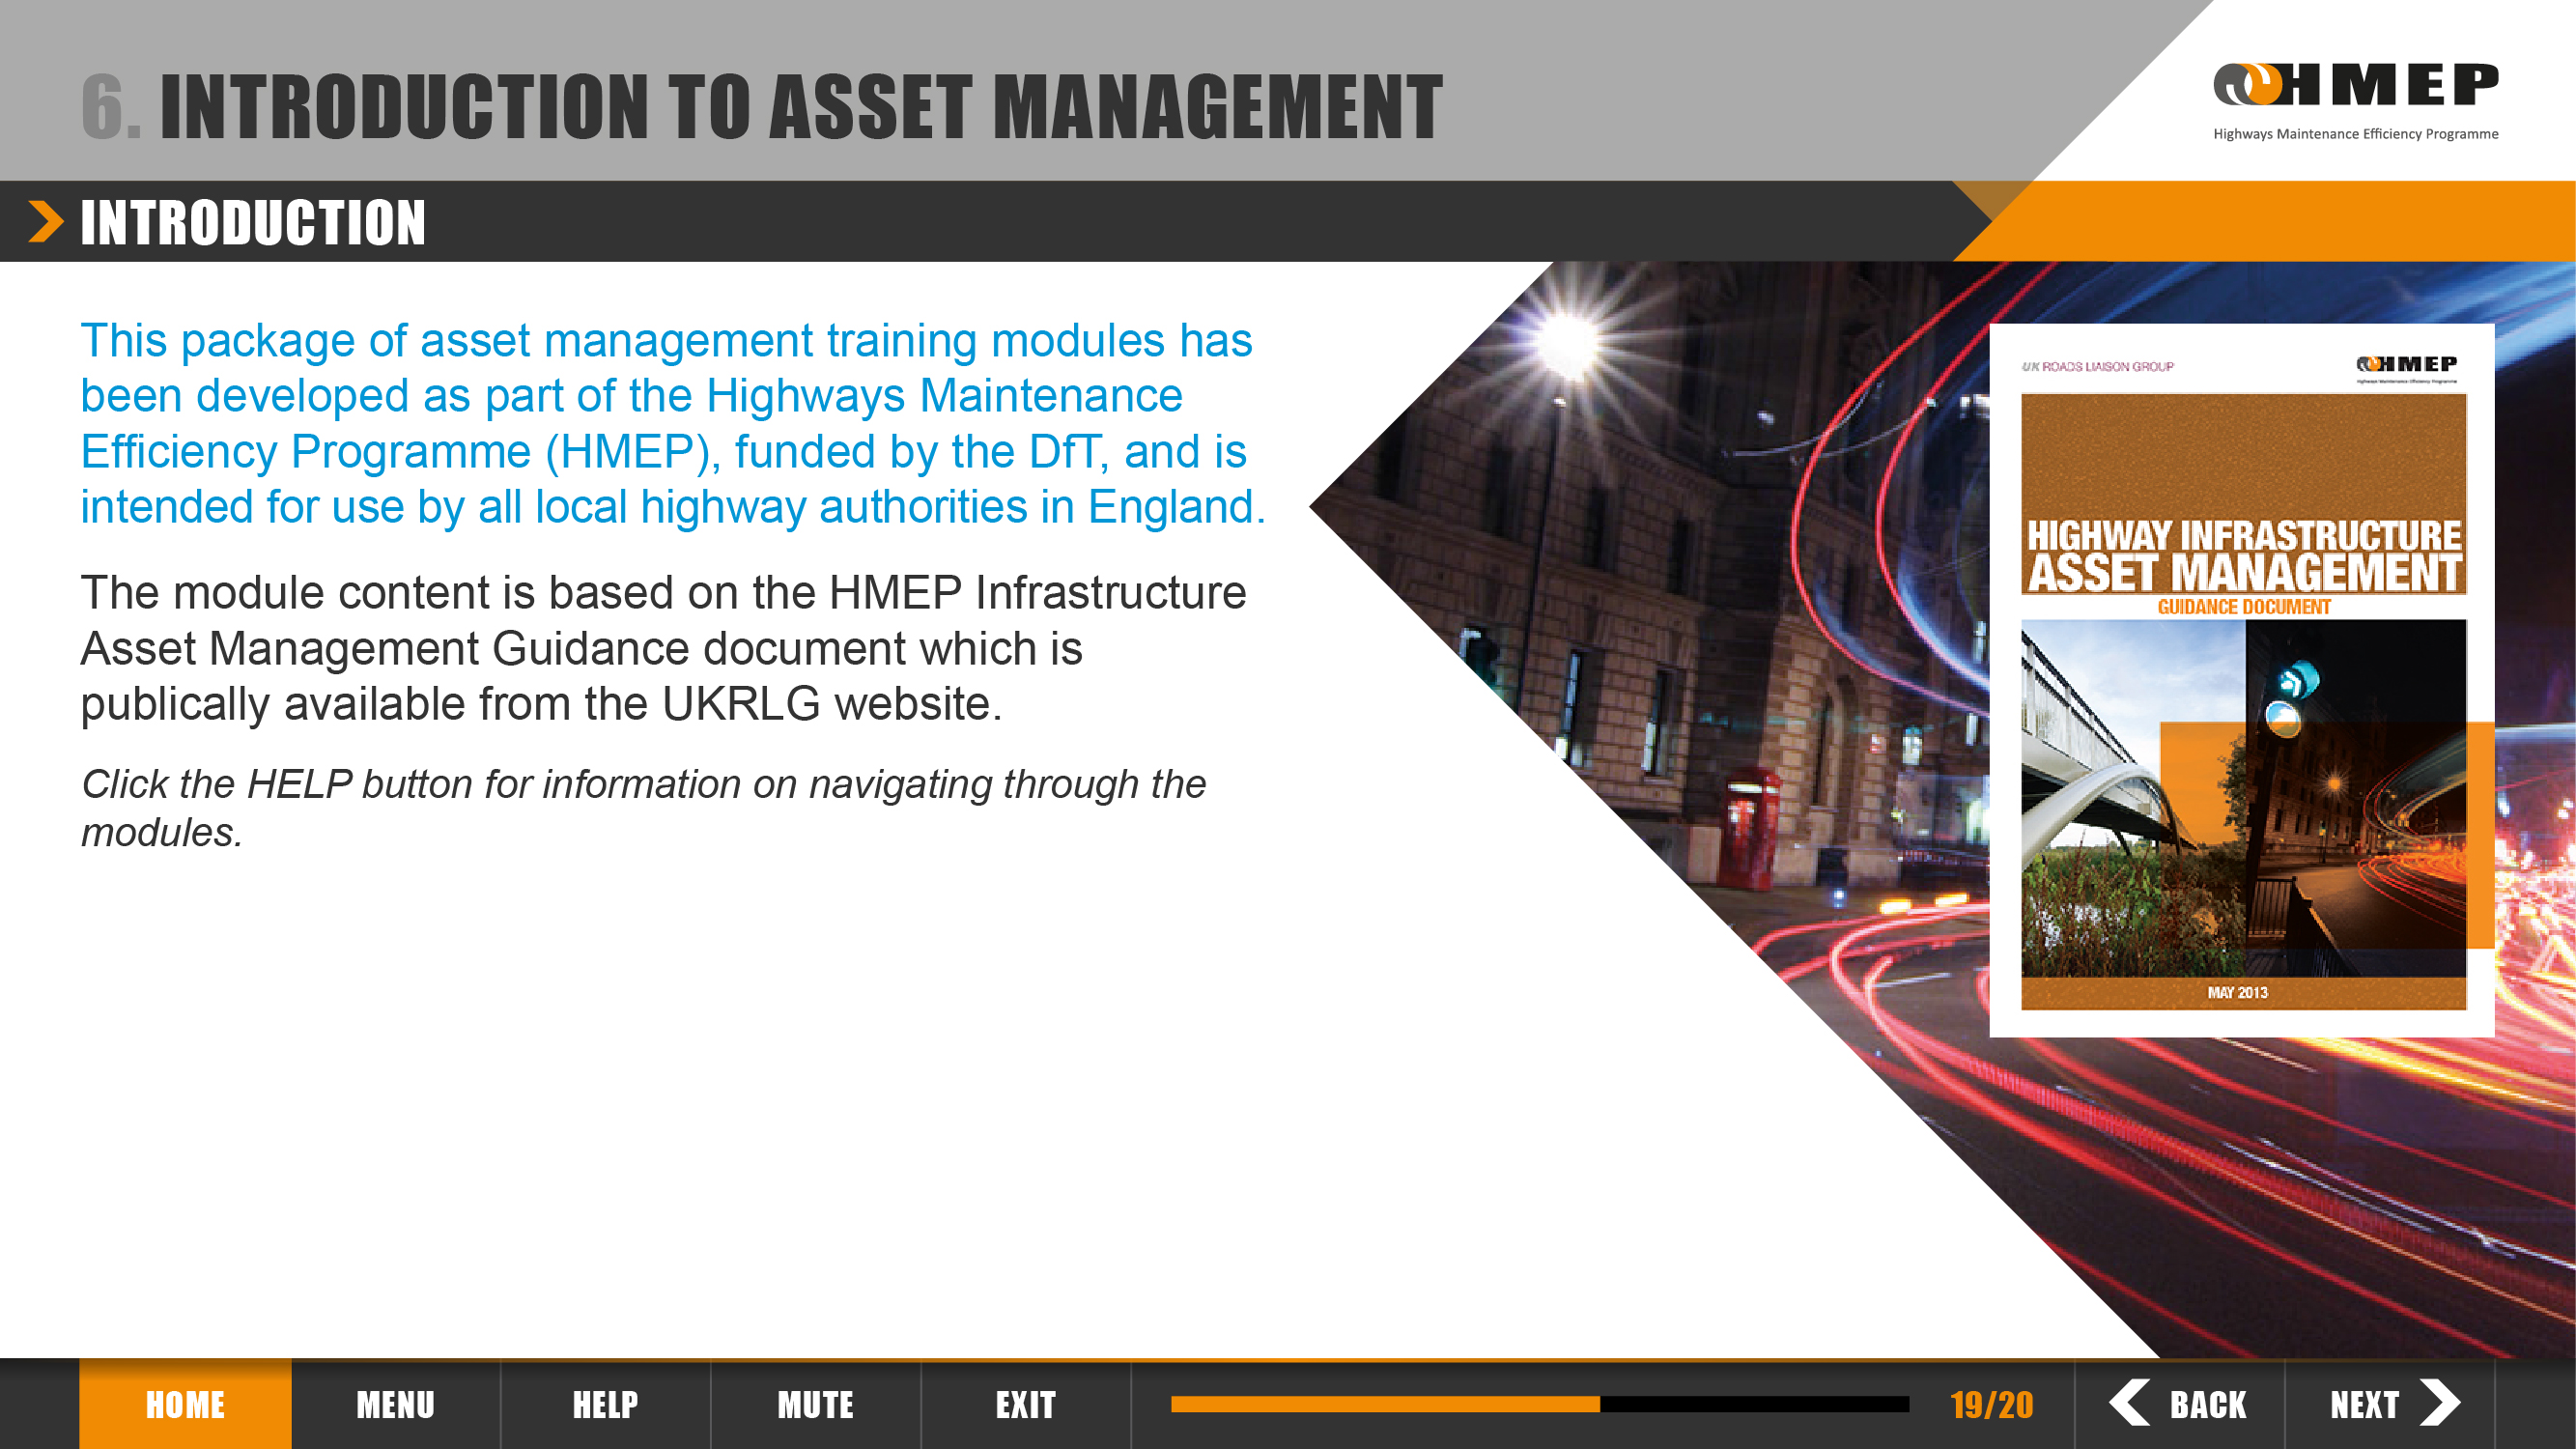 6. INTRODUCTION TO ASSET MANAGEMENT
HMEP
Highways Maintenance Efficiency Programme
INTRODUCTION
This package of asset management training modules has
been developed as part of the Highways Maintenance
Efficiency Programme (HMEP), funded by the DfT, and is
intended for use by all local highway authorities in England.
The module content is based on the HMEP Infrastructure
Asset Management Guidance document which is
publically available from the UKRLG website.
Click the HELP button for information on navigating through the
modules.
UK ROADS LIAISON GROUP
HMEP
Highways Maintenance Efficiency Programme
HIGHWAY INFRASTRUCTURE
ASSET MANAGEMENT
GUIDANCE DOCUMENT
MAY 2013
HOME
MENU
HELP
MUTE
EXIT
19/20
BACK
NEXT